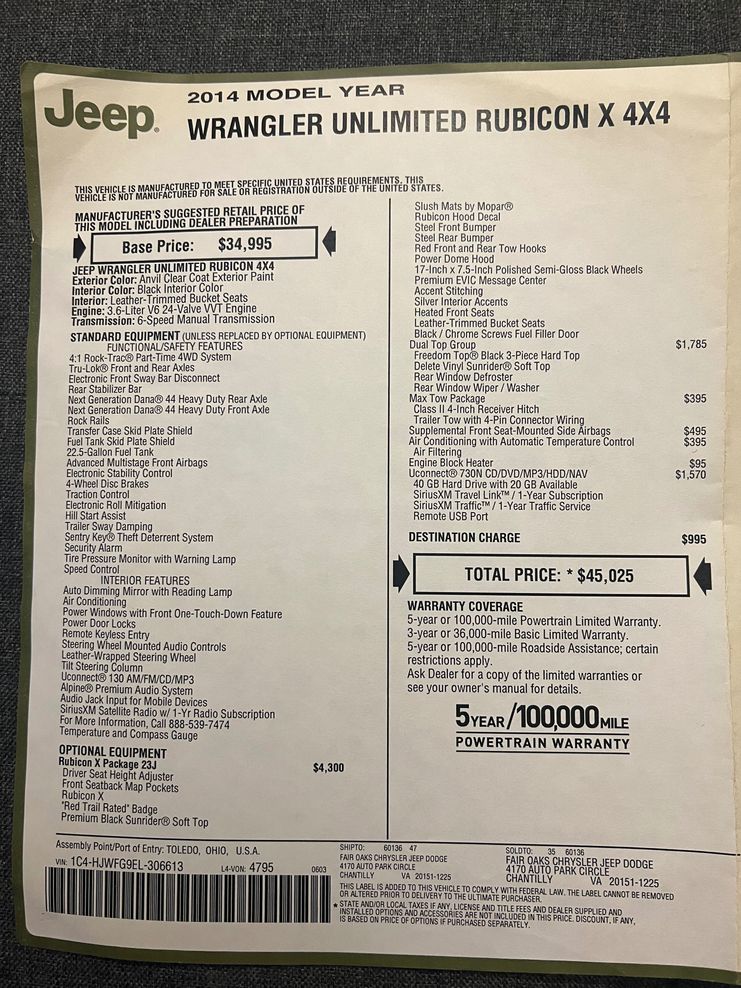 Jeep®
2014 MODEL YEAR
WRANGLER UNLIMITED RUBICON X 4X4
THIS VEHICLE IS MANUFACTURED TO MEET SPECIFIC UNITED STATES REQUIREMENTS. THIS
VEHICLE IS NOT MANUFACTURED FOR SALE OR REGISTRATION OUTSIDE OF THE UNITED STATES.
MANUFACTURER'S SUGGESTED RETAIL PRICE OF
THIS MODEL INCLUDING DEALER PREPARATION
Base Price: $34,995
JEEP WRANGLER UNLIMITED RUBICON 4X4
Exterior Color: Anvil Clear Coat Exterior Paint
Interior Color: Black Interior Color
Interior: Leather-Trimmed Bucket Seats
Engine: 3.6-Liter V6 24-Valve VVT Engine
Transmission: 6-Speed Manual Transmission
STANDARD EQUIPMENT (UNLESS REPLACED BY OPTIONAL EQUIPMENT)
FUNCTIONAL/SAFETY FEATURES
4:1 Rock-Trac® Part-Time 4WD System
Tru-Lok® Front and Rear Axles
Electronic Front Sway Bar Disconnect
Rear Stabilizer Bar
Next Generation Dana® 44 Heavy Duty Rear Axle
Next Generation Dana® 44 Heavy Duty Front Axle
Rock Rails
Transfer Case Skid Plate Shield
Fuel Tank Skid Plate Shield
22.5-Gallon Fuel Tank
Advanced Multistage Front Airbags
Electronic Stability Control
4-Wheel Disc Brakes
Traction Control
Electronic Roll Mitigation
Hill Start Assist
Trailer Sway Damping
Sentry Key® Theft Deterrent System
Security Alarm
Tire Pressure Monitor with Warning Lamp
Speed Control
INTERIOR FEATURES
Auto Dimming Mirror with Reading Lamp
Air Conditioning
Power Windows with Front One-Touch-Down Feature
Power Door Locks
Remote Keyless Entry
Steering Wheel Mounted Audio Controls
Leather-Wrapped Steering Wheel
Tilt Steering Column
Uconnect® 130 AM/FM/CD/MP3
Alpine® Premium Audio System
Audio Jack Input for Mobile Devices
SiriusXM Satellite Radio w/ 1-Yr Radio Subscription
For More Information, Call 888-539-7474
Temperature and Compass Gauge
OPTIONAL EQUIPMENT
Rubicon X Package 23J $4,300
Driver Seat Height Adjuster
Front Seatback Map Pockets
Rubicon X
"Red Trail Rated" Badge
Premium Black Sunrider® Soft Top
Slush Mats by Mopar®
Rubicon Hood Decal
Steel Front Bumper
Steel Rear Bumper
Red Front and Rear Tow Hooks
Power Dome Hood
17-Inch x 7.5-Inch Polished Semi-Gloss Black Wheels
Premium EVIC Message Center
Accent Stitching
Silver Interior Accents
Heated Front Seats
Leather-Trimmed Bucket Seats
Black / Chrome Screws Fuel Filler Door
Dual Top Group $1,785
Freedom Top® Black 3-Piece Hard Top
Delete Vinyl Sunrider® Soft Top
Rear Window Defroster
Rear Window Wiper / Washer
Max Tow Package $395
Class II 4-Inch Receiver Hitch
Trailer Tow with 4-Pin Connector Wiring
Supplemental Front Seat-Mounted Side Airbags $495
Air Conditioning with Automatic Temperature Control $395
Air Filtering
Engine Block Heater $95
Uconnect® 730N CD/DVD/MP3/HDD/NAV $1,570
40 GB Hard Drive with 20 GB Available
SiriusXM Travel Link™ / 1-Year Subscription
SiriusXM Traffic™ / 1-Year Traffic Service
Remote USB Port
DESTINATION CHARGE $995
TOTAL PRICE: * $45,025
WARRANTY COVERAGE
5-year or 100,000-mile Powertrain Limited Warranty.
3-year or 36,000-mile Basic Limited Warranty.
5-year or 100,000-mile Roadside Assistance; certain
restrictions apply.
Ask Dealer for a copy of the limited warranties or
see your owner's manual for details.
5 YEAR/100,000 MILE
POWERTRAIN WARRANTY
Assembly Point/Port of Entry: TOLEDO, OHIO, U.S.A.
VIN: 1C4-HJWFG9EL-306613 L4-VON: 4795 0603
SHIPTO: 60136 47
FAIR OAKS CHRYSLER JEEP DODGE
4170 AUTO PARK CIRCLE
CHANTILLY VA 20151-1225
SOLDTO: 35 60136
FAIR OAKS CHRYSLER JEEP DODGE
4170 AUTO PARK CIRCLE
CHANTILLY VA 20151-1225
THIS LABEL IS ADDED TO THIS VEHICLE TO COMPLY WITH FEDERAL LAW. THE LABEL CANNOT BE REMOVED
OR ALTERED PRIOR TO DELIVERY TO THE ULTIMATE PURCHASER.
* STATE AND/OR LOCAL TAXES IF ANY, LICENSE AND TITLE FEES AND DEALER SUPPLIED AND
INSTALLED OPTIONS AND ACCESSORIES ARE NOT INCLUDED IN THIS PRICE. DISCOUNT, IF ANY,
IS BASED ON PRICE OF OPTIONS IF PURCHASED SEPARATELY.